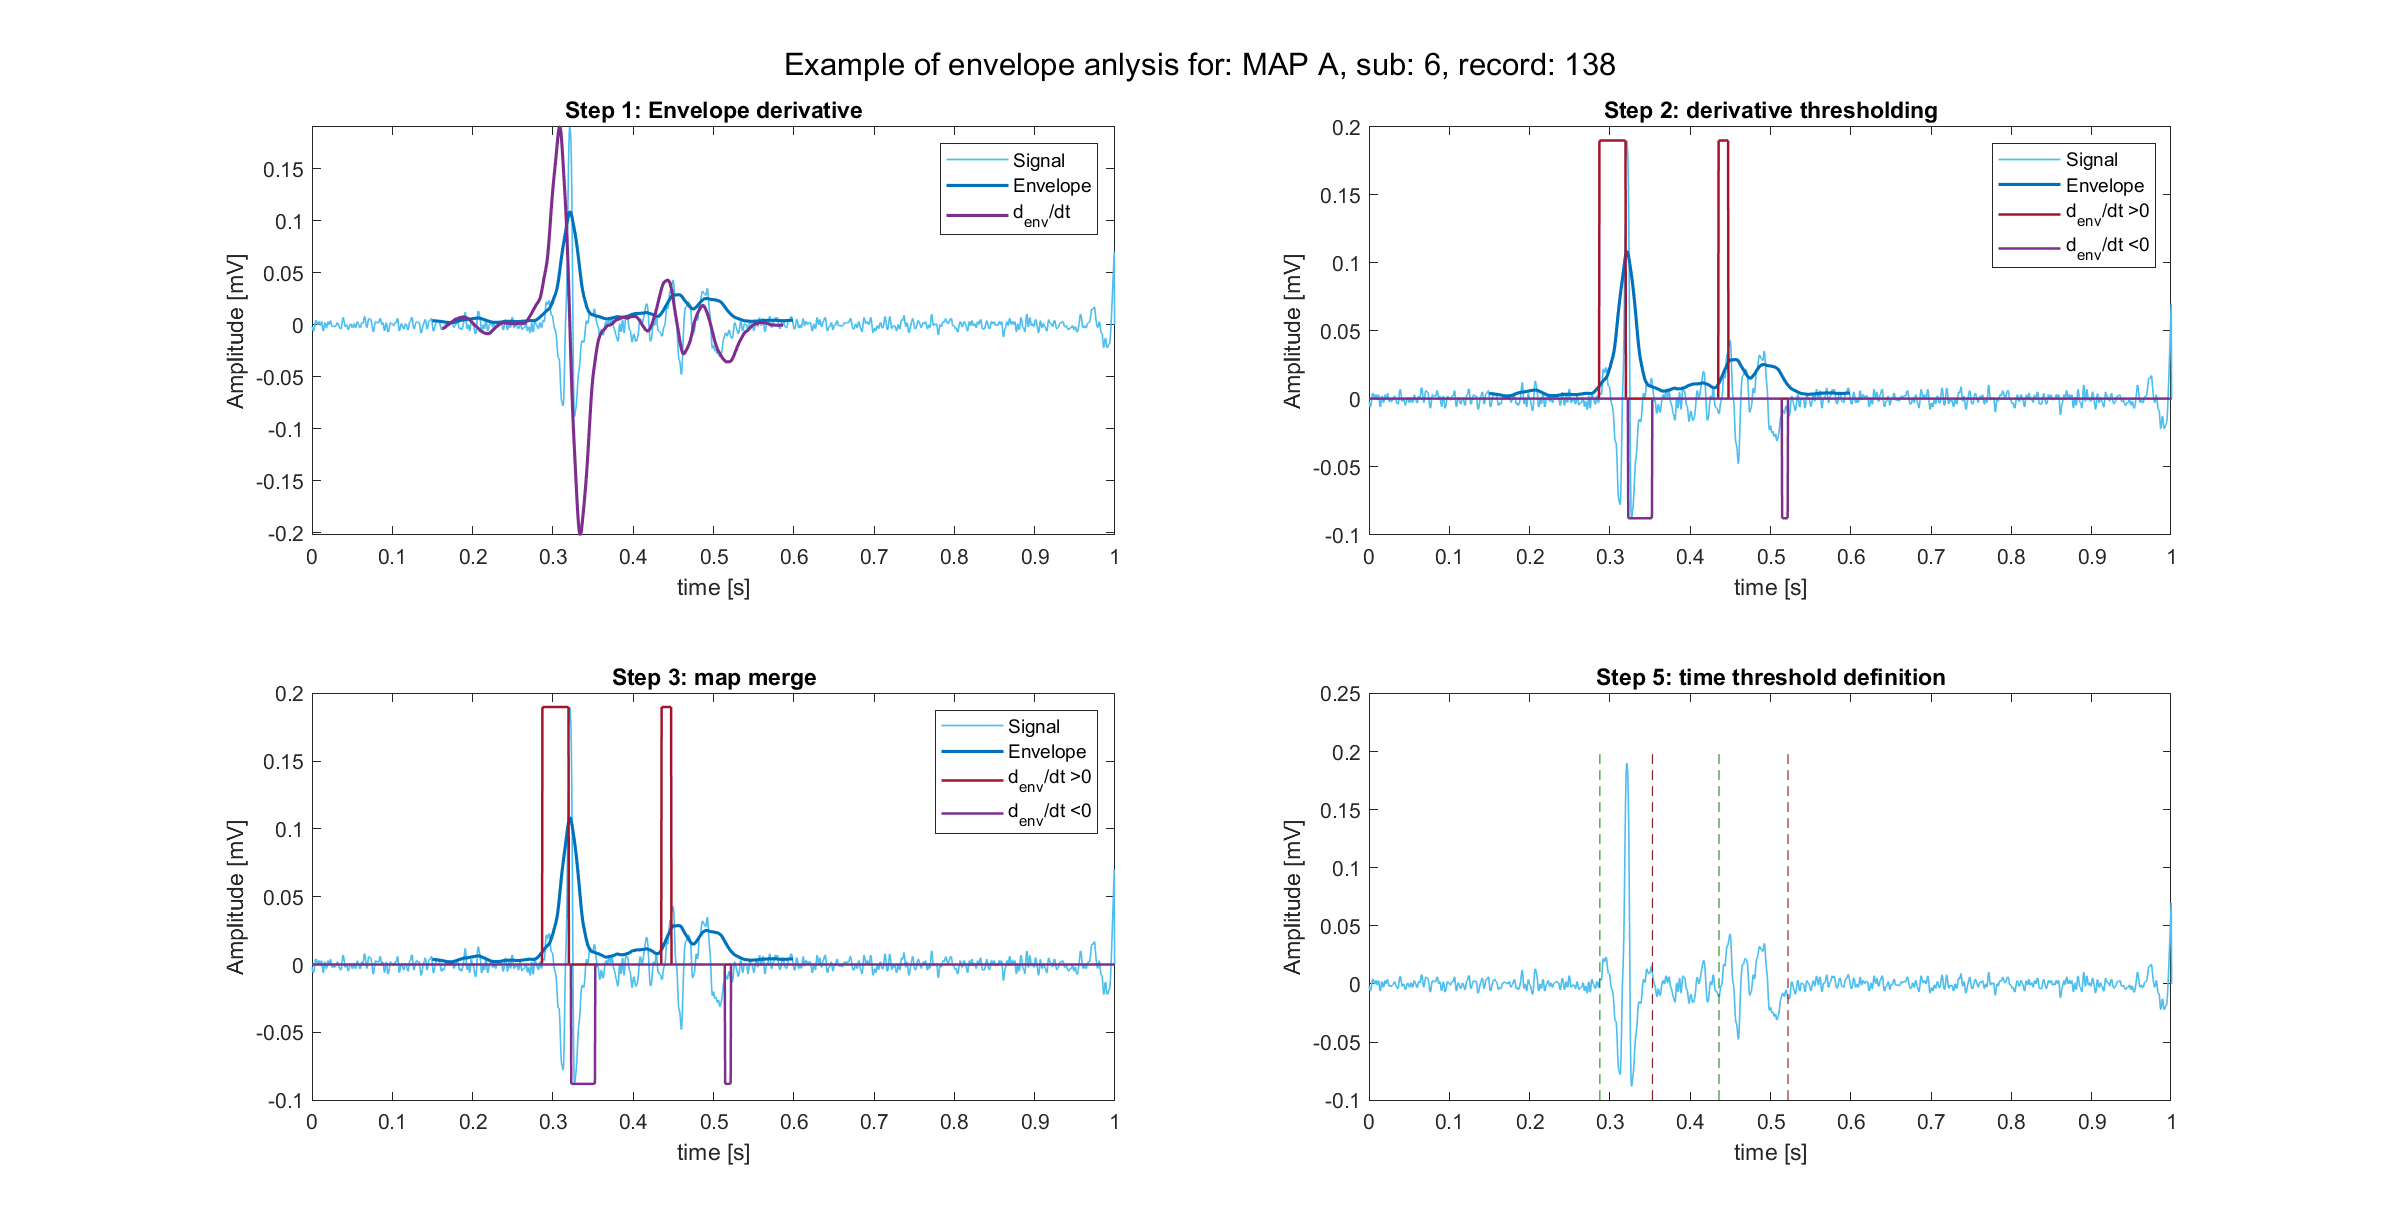 Example of envelope anlysis for: MAP A, sub: 6, record: 138
Step 1: Envelope derivative
Signal
Envelope
d_env/dt
0.15
0.1
0.05
0
-0.05
-0.1
-0.15
-0.2
Amplitude [mV]
0 0.1 0.2 0.3 0.4 0.5 0.6 0.7 0.8 0.9 1
time [s]
Step 2: derivative thresholding
Signal
Envelope
d_env/dt >0
d_env/dt <0
0.2
0.15
0.1
0.05
0
-0.05
-0.1
Amplitude [mV]
0 0.1 0.2 0.3 0.4 0.5 0.6 0.7 0.8 0.9 1
time [s]
Step 3: map merge
Signal
Envelope
d_env/dt >0
d_env/dt <0
0.2
0.15
0.1
0.05
0
-0.05
-0.1
Amplitude [mV]
0 0.1 0.2 0.3 0.4 0.5 0.6 0.7 0.8 0.9 1
time [s]
Step 5: time threshold definition
0.25
0.2
0.15
0.1
0.05
0
-0.05
-0.1
Amplitude [mV]
0 0.1 0.2 0.3 0.4 0.5 0.6 0.7 0.8 0.9 1
time [s]